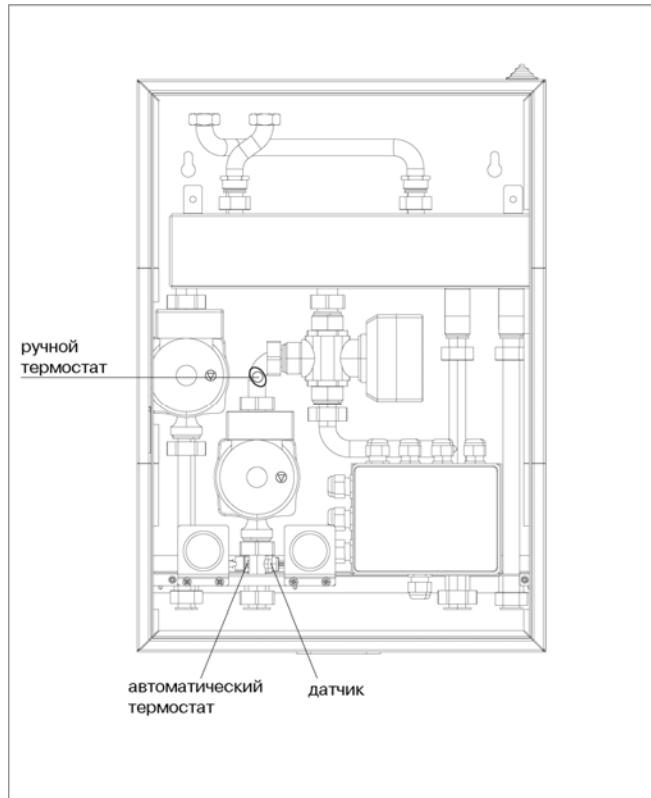 ручной
термостат
автоматический
термостат
датчик